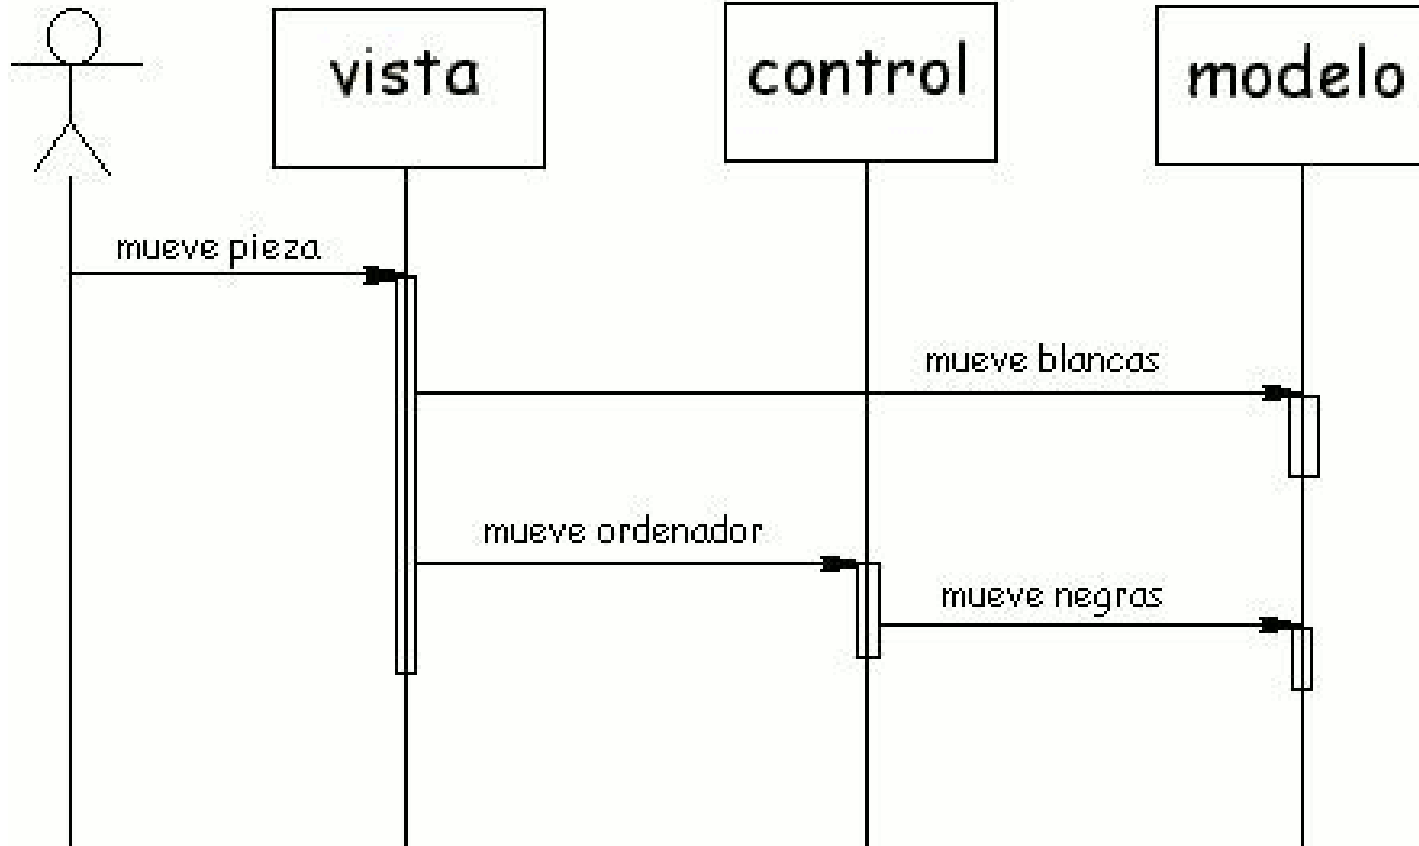 vista
control
modelo
mueve pieza
mueve blancas
mueve ordenador
mueve negras